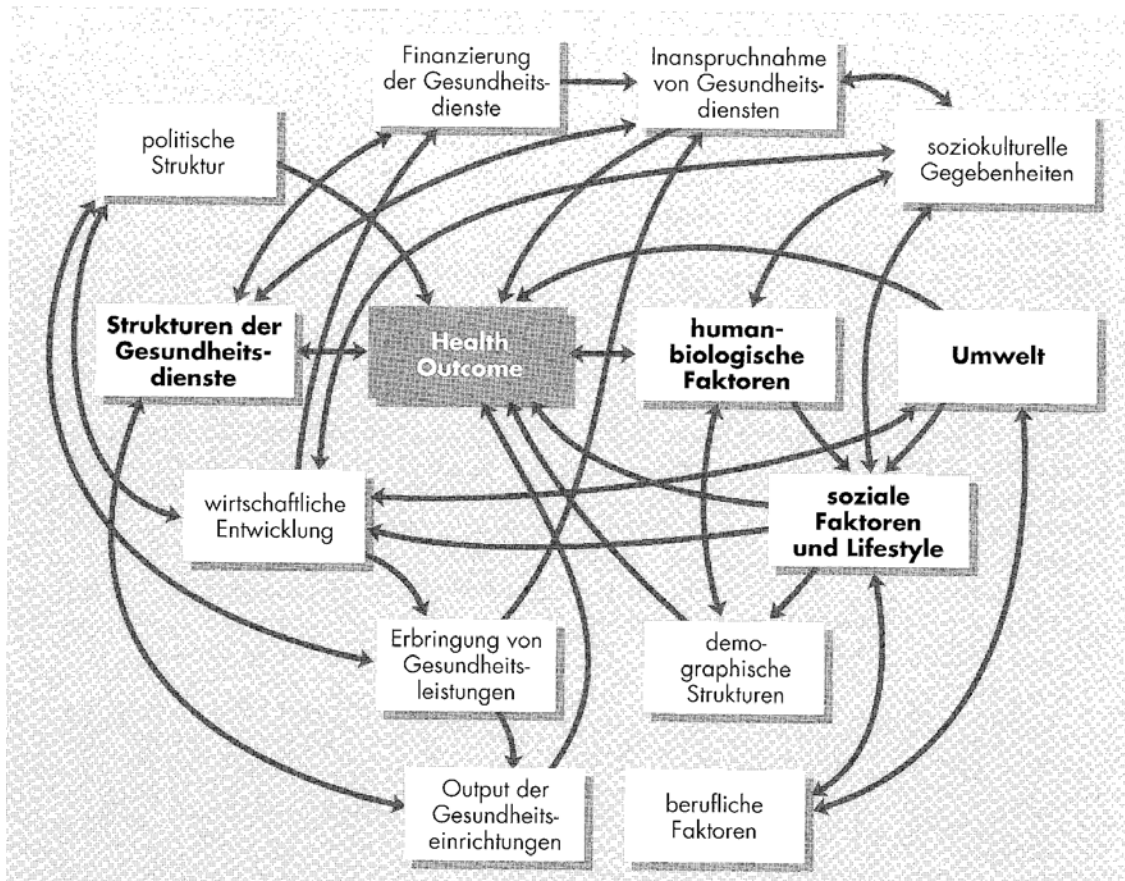 Finanzierung
der Gesundheits-
dienste
Inanspruchnahme
von Gesundheits-
diensten
politische
Struktur
soziokulturelle
Gegebenheiten
Strukturen der
Gesundheits-
dienste
Health
Outcome
human-
biologische
Faktoren
Umwelt
wirtschaftliche
Entwicklung
soziale
Faktoren
und Lifestyle
Erbringung von
Gesundheits-
leistungen
demo-
graphische
Strukturen
Output der
Gesundheits-
einrichtungen
berufliche
Faktoren